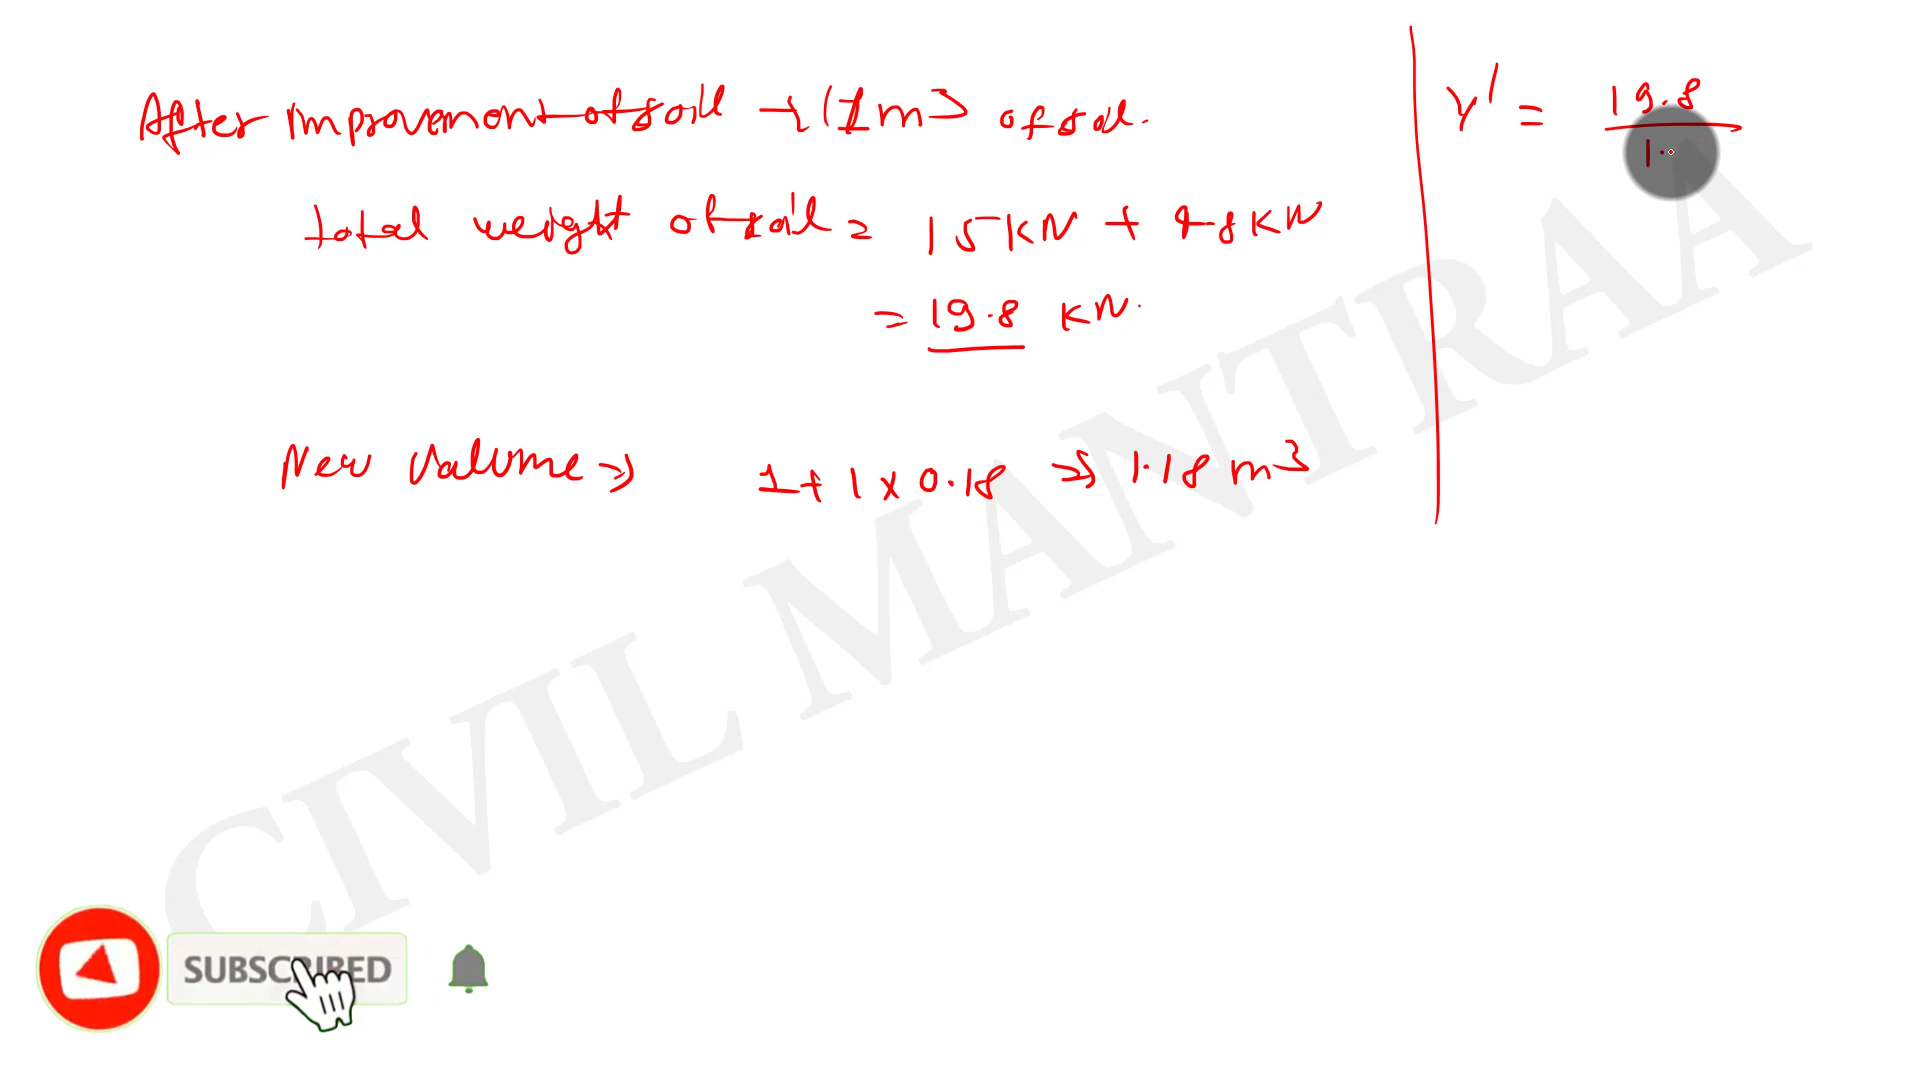 After improvement of soil → (1 m3 of soil.
total weight of soil = 15 KN + 4.8 KN
= 19.8 KN.
New Volume ⇒ 1 + 1 x 0.18 ⇒ 1.18 m3
γ' = 19.8
1.
CIVIL MANTRAA
SUBSCRIBED